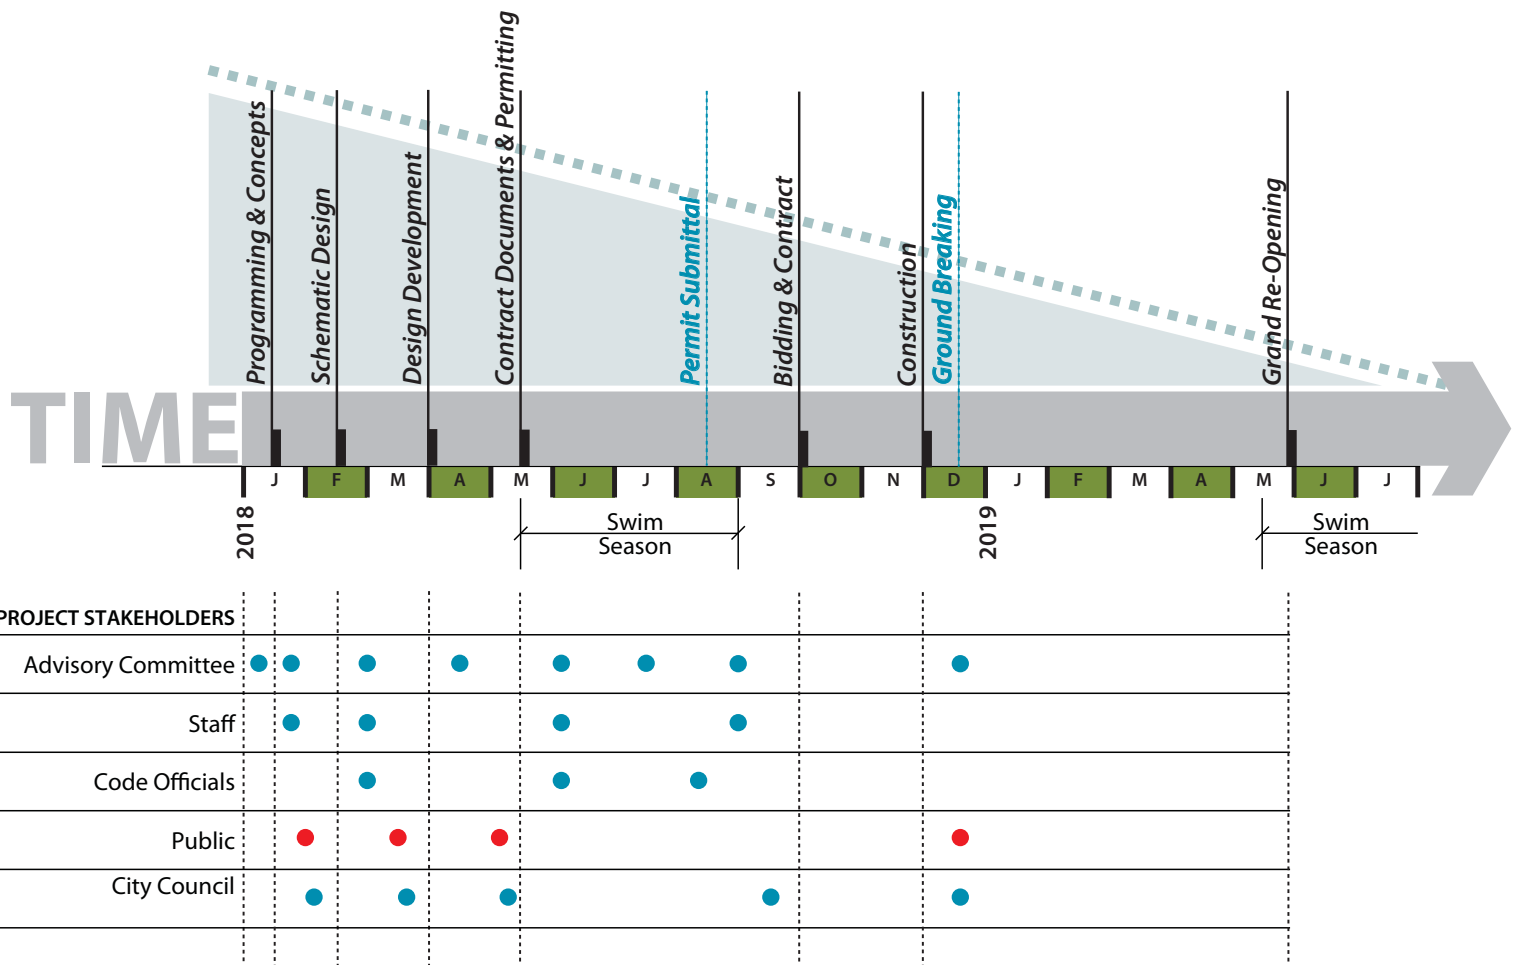 Programming & Concepts
Schematic Design
Design Development
Contract Documents & Permitting
Permit Submittal
Bidding & Contract
Construction
Ground Breaking
Grand Re-Opening
TIME
J F M A M J J A S O N D J F M A M J J
2018
2019
Swim
Season
Swim
Season
PROJECT STAKEHOLDERS
Advisory Committee
Staff
Code Officials
Public
City Council